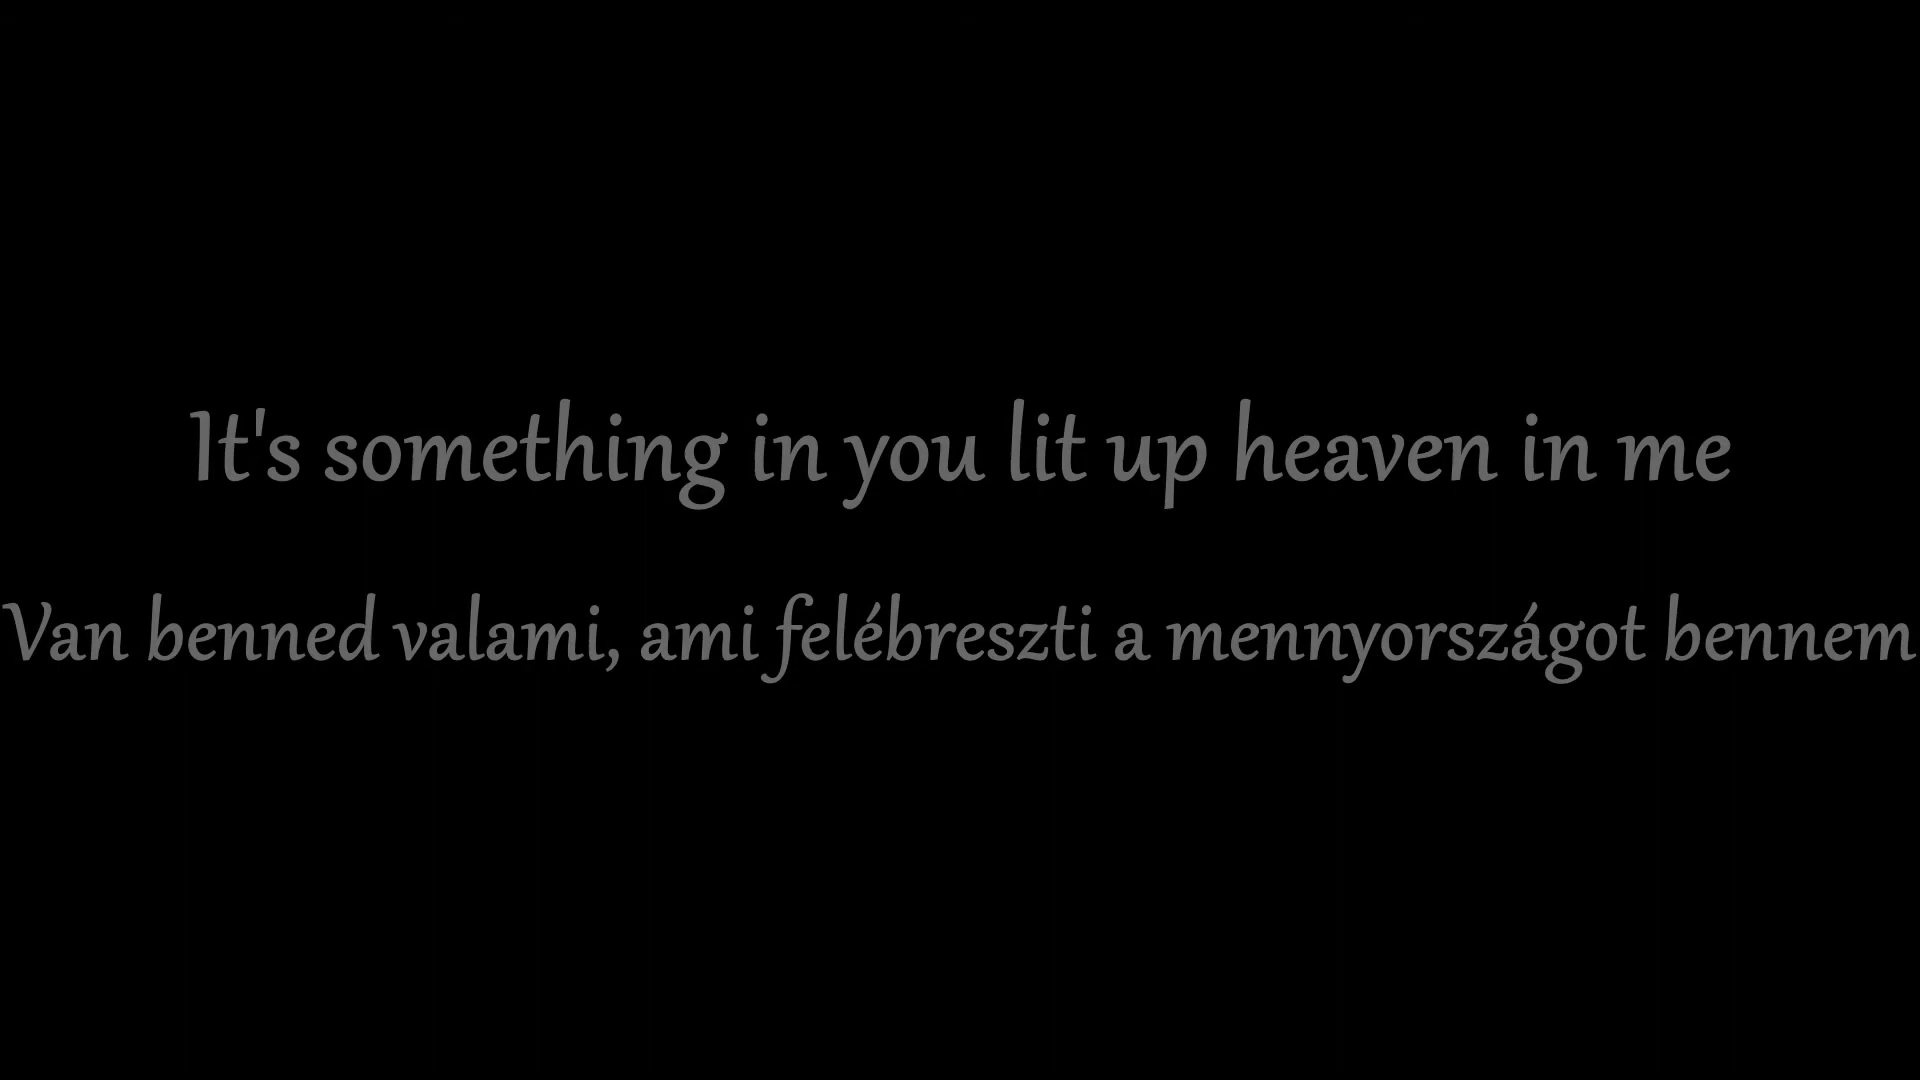 It's something in you lit up heaven in me
Van benned valami, ami felébreszti a mennyországot bennem